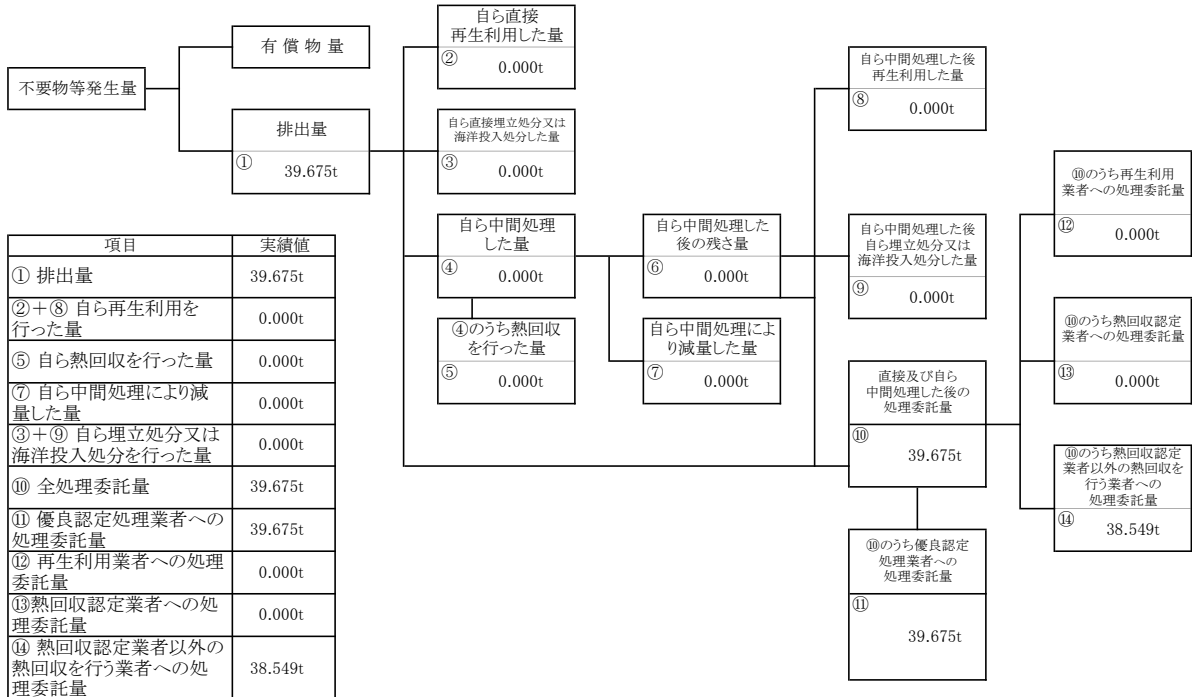 不要物等発生量
有償物量
排出量
①
39.675t
自ら直接
再生利用した量
②
0.000t
自ら直接埋立処分又は
海洋投入処分した量
③
0.000t
自ら中間処理
した量
④
0.000t
④のうち熱回収
を行った量
⑤
0.000t
自ら中間処理した
後の残さ量
⑥
0.000t
自ら中間処理によ
り減量した量
⑦
0.000t
自ら中間処理した後
再生利用した量
⑧
0.000t
自ら中間処理した後
自ら埋立処分又は
海洋投入処分した量
⑨
0.000t
直接及び自ら
中間処理した後の
処理委託量
⑩
39.675t
⑩のうち優良認定
処理業者への
処理委託量
⑪
39.675t
⑩のうち再生利用
業者への処理委託量
⑫
0.000t
⑩のうち熱回収認定
業者への処理委託量
⑬
0.000t
⑩のうち熱回収認定
業者以外の熱回収を
行う業者への
処理委託量
⑭
38.549t
項目 実績値
① 排出量 39.675t
②＋⑧ 自ら再生利用を
行った量
0.000t
⑤ 自ら熱回収を行った量 0.000t
⑦ 自ら中間処理により減
量した量
0.000t
③＋⑨ 自ら埋立処分又は
海洋投入処分を行った量
0.000t
⑩ 全処理委託量 39.675t
⑪ 優良認定処理業者への
処理委託量
39.675t
⑫ 再生利用業者への処理
委託量
0.000t
⑬熱回収認定業者への処
理委託量
0.000t
⑭ 熱回収認定業者以外の
熱回収を行う業者への処
理委託量
38.549t